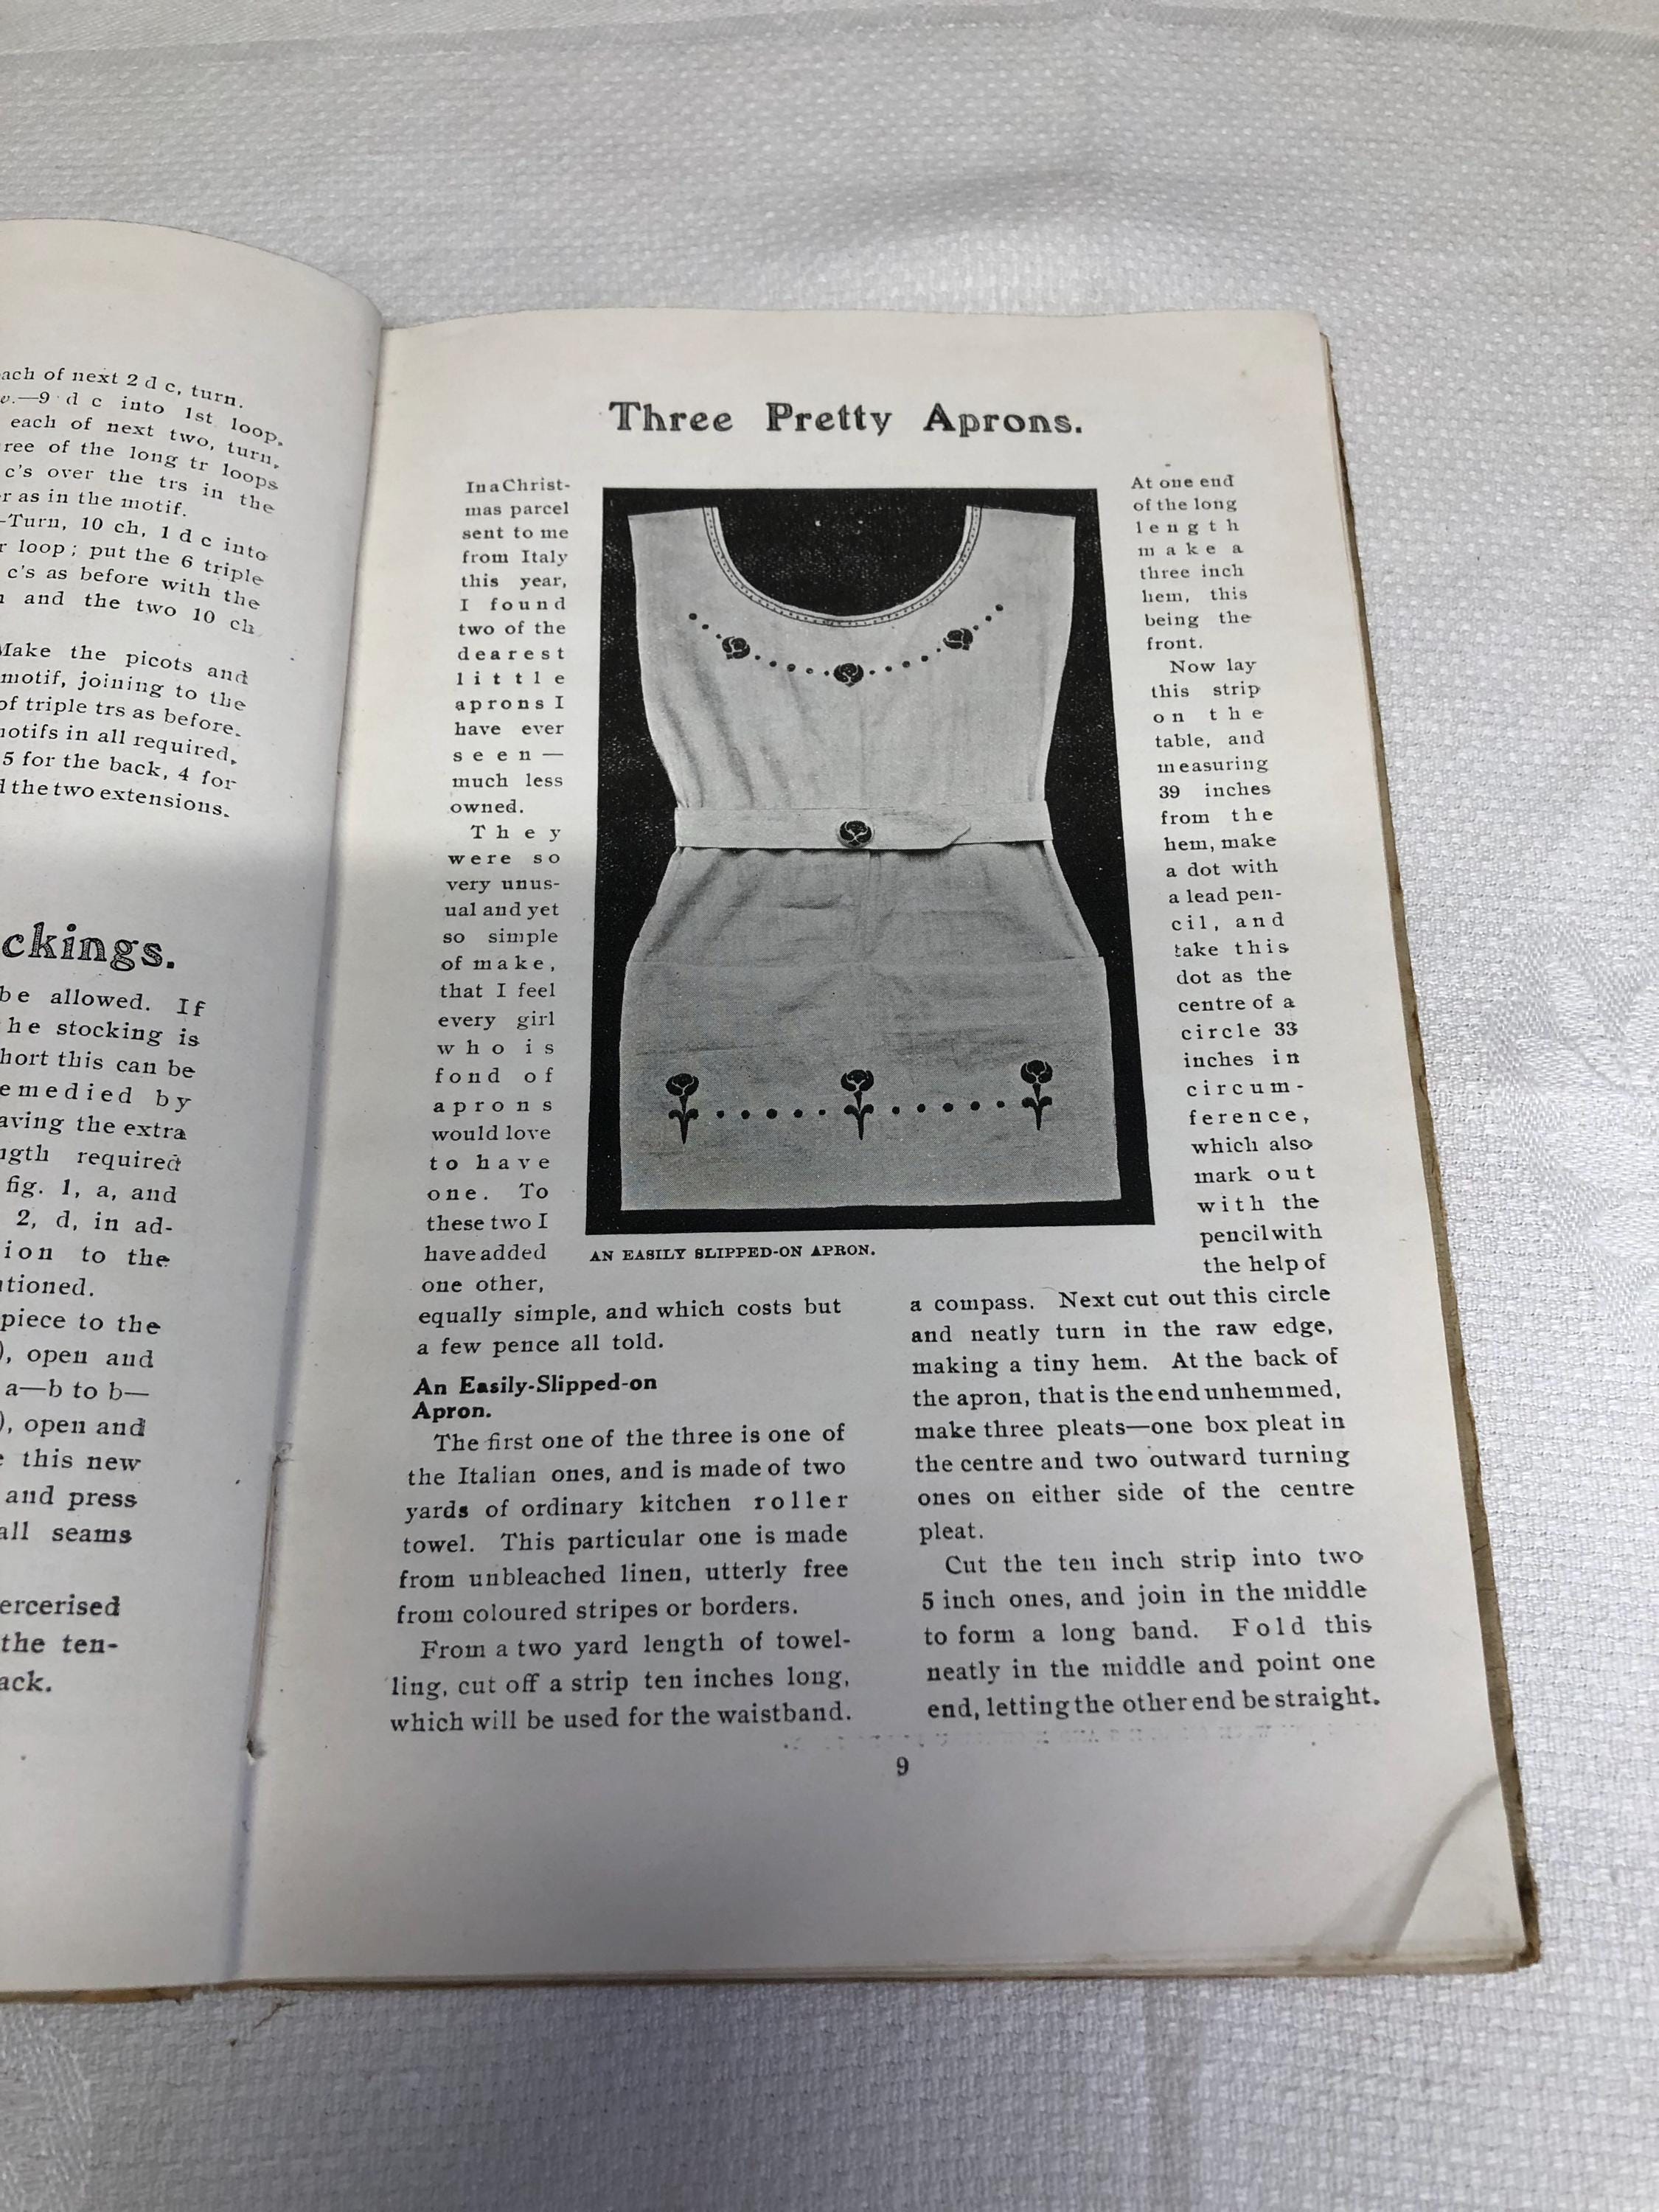 ach of next 2 d c, turn.
—9 d c into 1st loop,
each of next two, turn,
ree of the long tr loops
c's over the trs in the
r as in the motif.
—Turn, 10 ch, 1 d c into
r loop; put the 6 triple
c's as before with the
and the two 10 ch
Make the picots and
motif, joining to the
of triple trs as before.
motifs in all required,
5 for the back, 4 for
d the two extensions.
ckings.
be allowed. If
he stocking is
hort this can be
emedied by
aving the extra
ngth required
fig. 1, a, and
2, d, in ad-
ion to the
tioned.
piece to the
), open and
a—b to b—
), open and
this new
and press
all seams
ercerised
the ten-
ack.
Three Pretty Aprons.
In a Christ-
mas parcel
sent to me
from Italy
this year,
I found
two of the
dearest
little
aprons I
have ever
seen—
much less
owned.
They
were so
very unus-
ual and yet
so simple
of make,
that I feel
every girl
who is
fond of
aprons
would love
to have
one. To
these two I
have added
one other,
equally simple, and which costs but
a few pence all told.
AN EASILY SLIPPED-ON APRON.
An Easily-Slipped-on
Apron.
The first one of the three is one of
the Italian ones, and is made of two
yards of ordinary kitchen roller
towel. This particular one is made
from unbleached linen, utterly free
from coloured stripes or borders.
From a two yard length of towel-
ling, cut off a strip ten inches long,
which will be used for the waistband.
At one end
of the long
length
make a
three inch
hem, this
being the
front.
Now lay
this strip
on the
table, and
measuring
39 inches
from the
hem, make
a dot with
a lead pen-
cil, and
take this
dot as the
centre of a
circle 33
inches in
circum-
ference,
which also
mark out
with the
pencil with
the help of
a compass. Next cut out this circle
and neatly turn in the raw edge,
making a tiny hem. At the back of
the apron, that is the end unhemmed,
make three pleats—one box pleat in
the centre and two outward turning
ones on either side of the centre
pleat.
Cut the ten inch strip into two
5 inch ones, and join in the middle
to form a long band. Fold this
neatly in the middle and point one
end, letting the other end be straight.
9